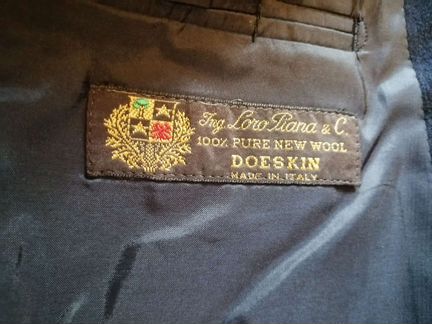 Ing. Loro Piana & C.
100% PURE NEW WOOL
DOESKIN
MADE IN ITALY